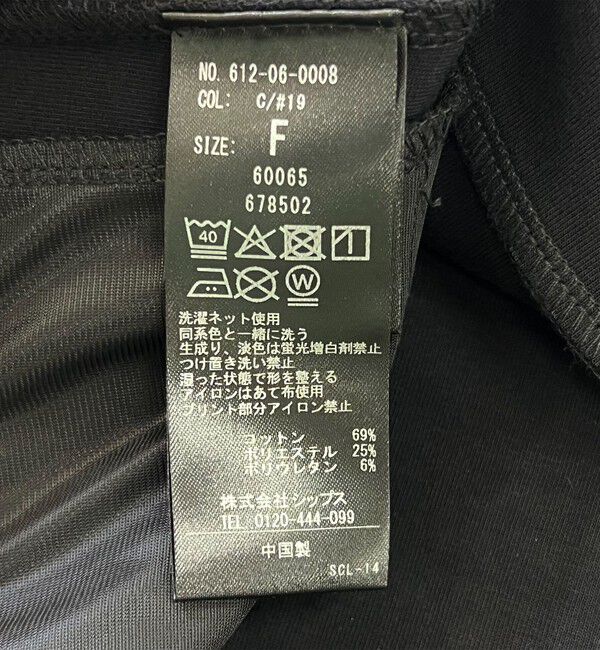 NO. 612-06-0008
COL: C/#19
SIZE: F
60065
678502
40
W
洗濯ネット使用
同系色と一緒に洗う
生成り、淡色は蛍光増白剤禁止
つけ置き洗い禁止
湿った状態で形を整える
アイロンはあて布使用
プリント部分アイロン禁止
コットン 69%
ポリエステル 25%
ポリウレタン 6%
株式会社シップス
TEL 0120-444-099
中国製
SCL-14